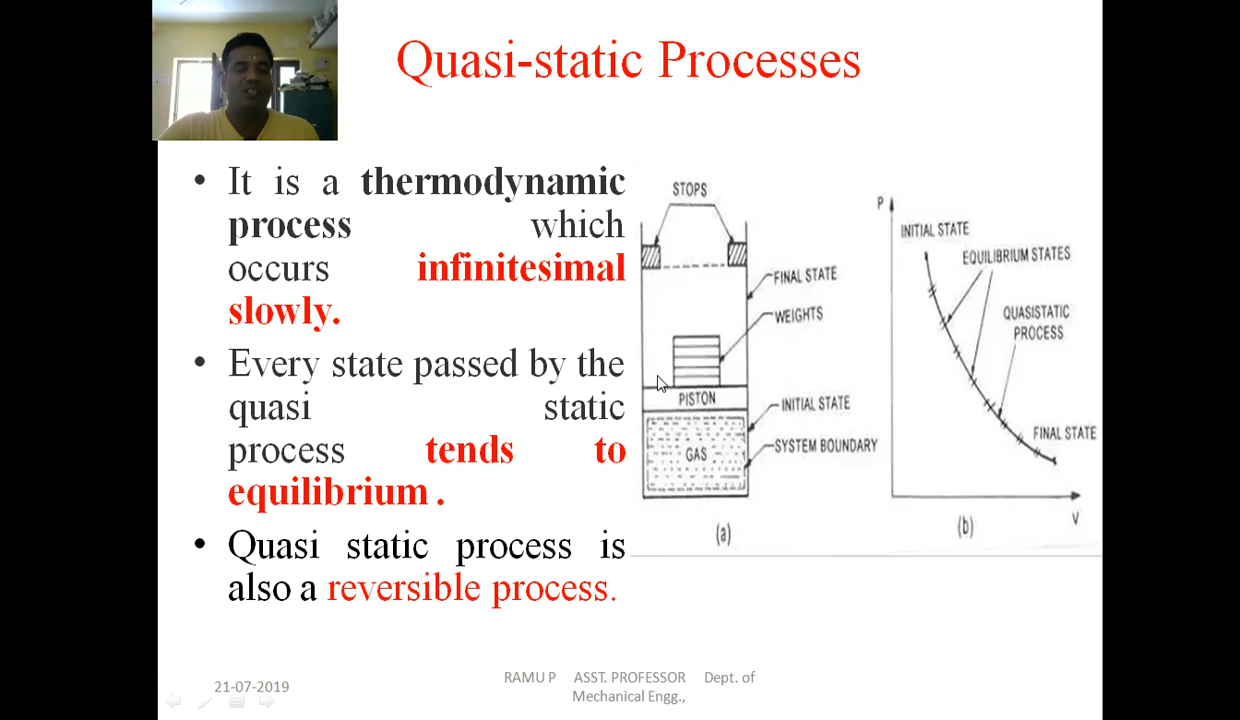 Quasi-static Processes
• It is a thermodynamic
process which
occurs infinitesimal
slowly.
• Every state passed by the
quasi static
process tends to
equilibrium .
• Quasi static process is
also a reversible process.
STOPS
FINAL STATE
WEIGHTS
PISTON
INITIAL STATE
GAS
SYSTEM BOUNDARY
(a)
P
INITIAL STATE
EQUILIBRIUM STATES
QUASISTATIC
PROCESS
FINAL STATE
V
(b)
21-07-2019
RAMU P ASST. PROFESSOR Dept. of
Mechanical Engg.,